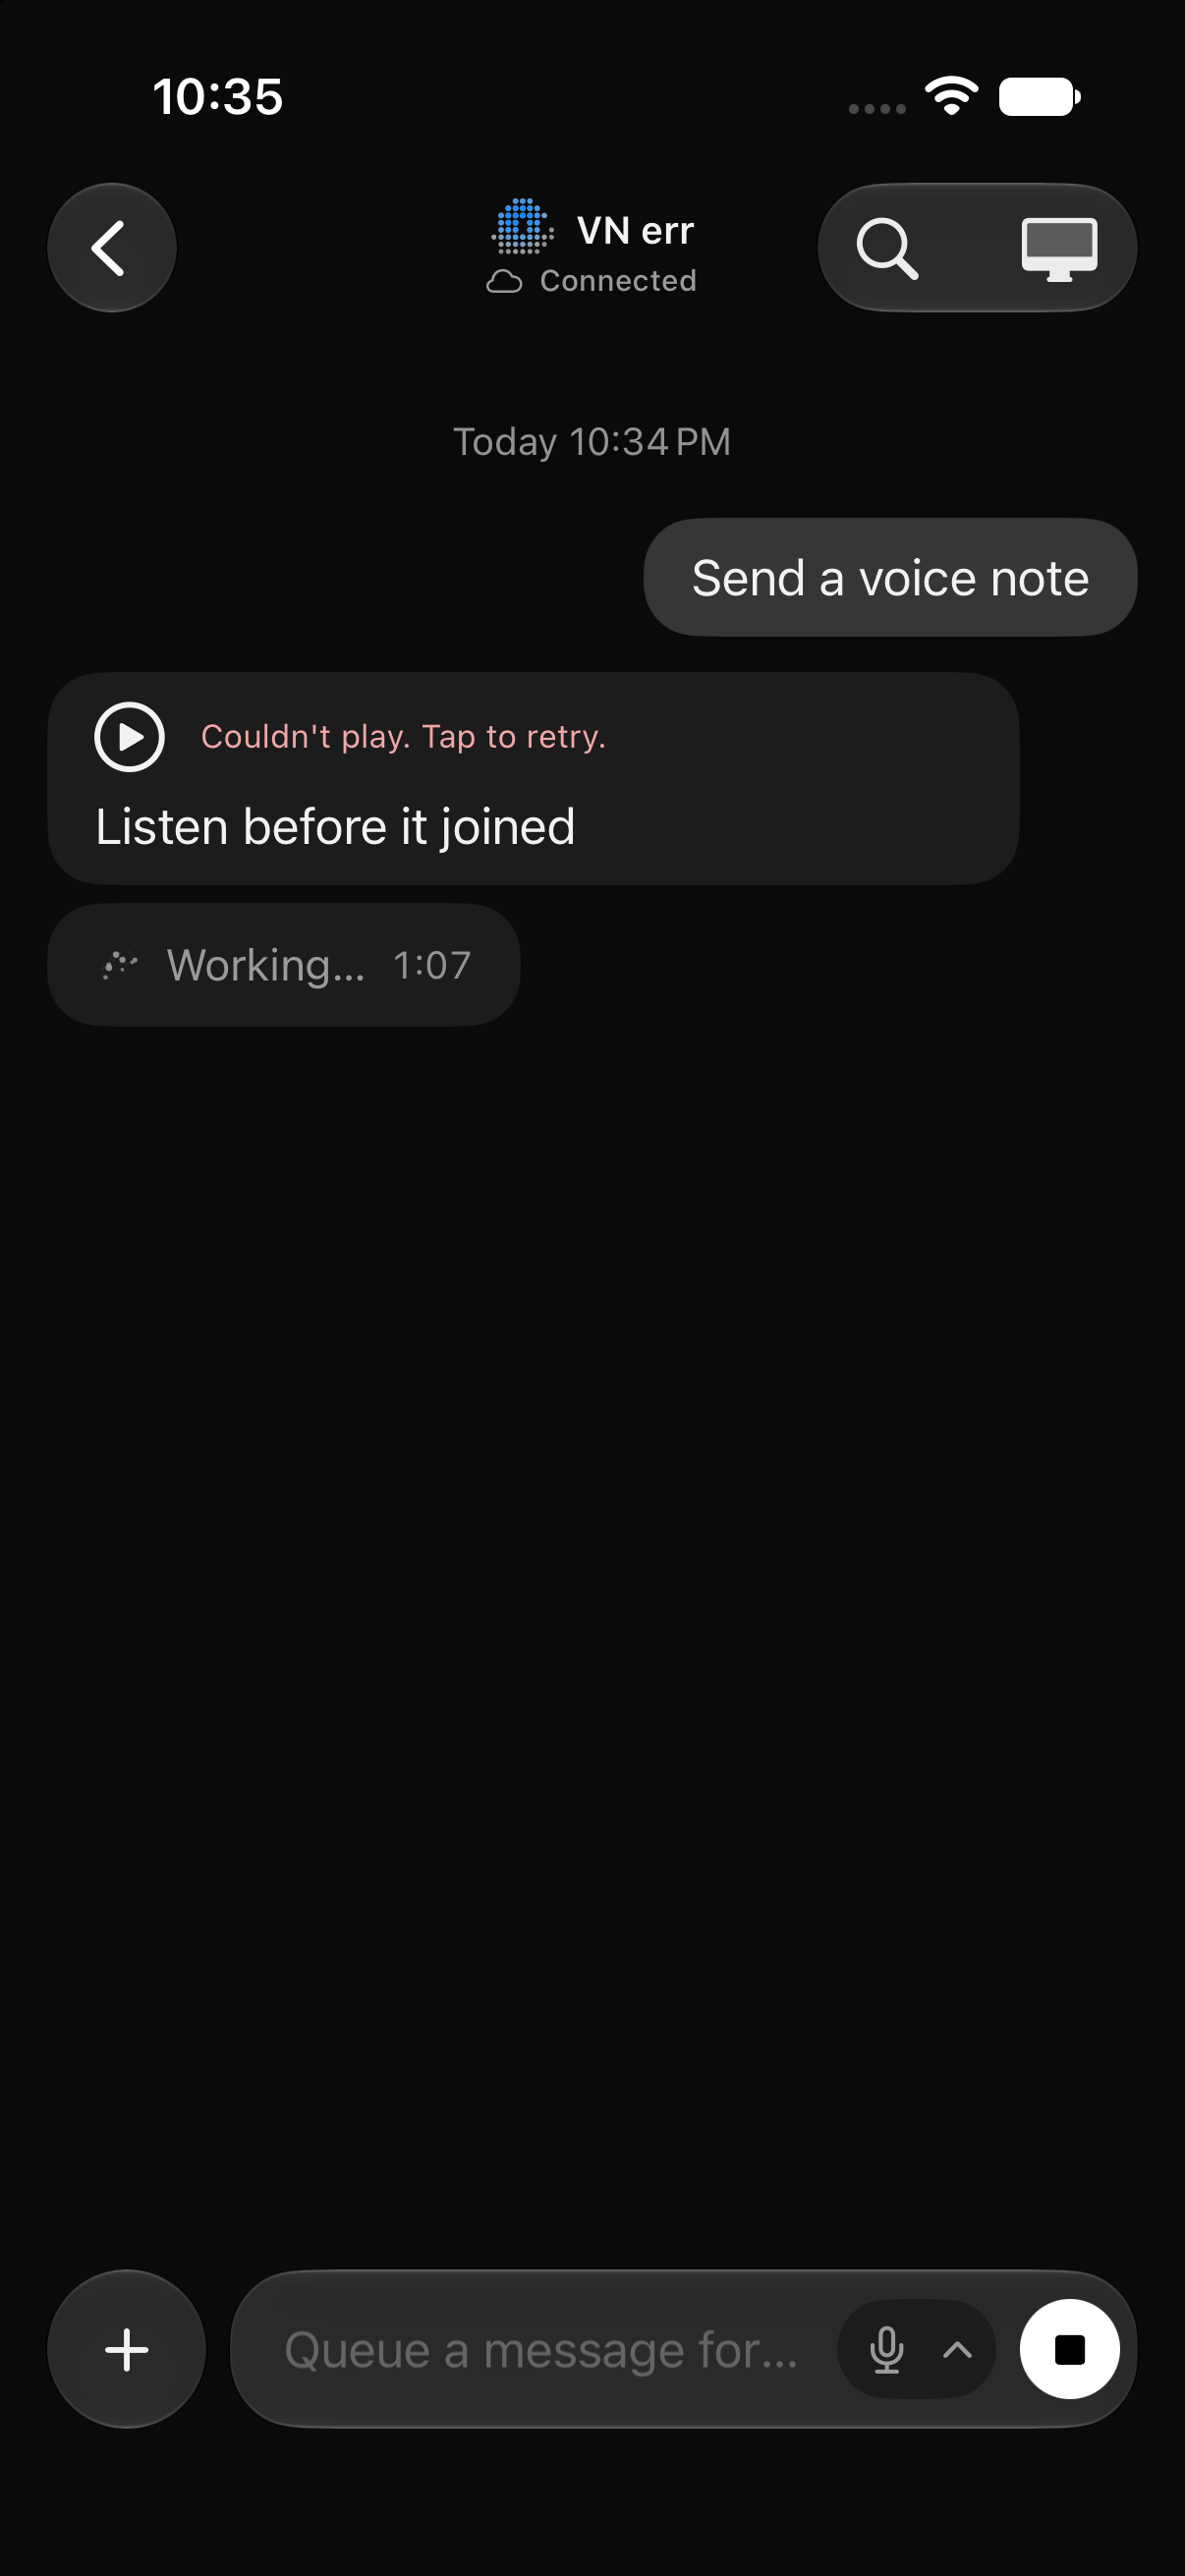 10:35
VN err
Connected
Today 10:34 PM
Send a voice note
Couldn't play. Tap to retry.
Listen before it joined
Working... 1:07
Queue a message for...